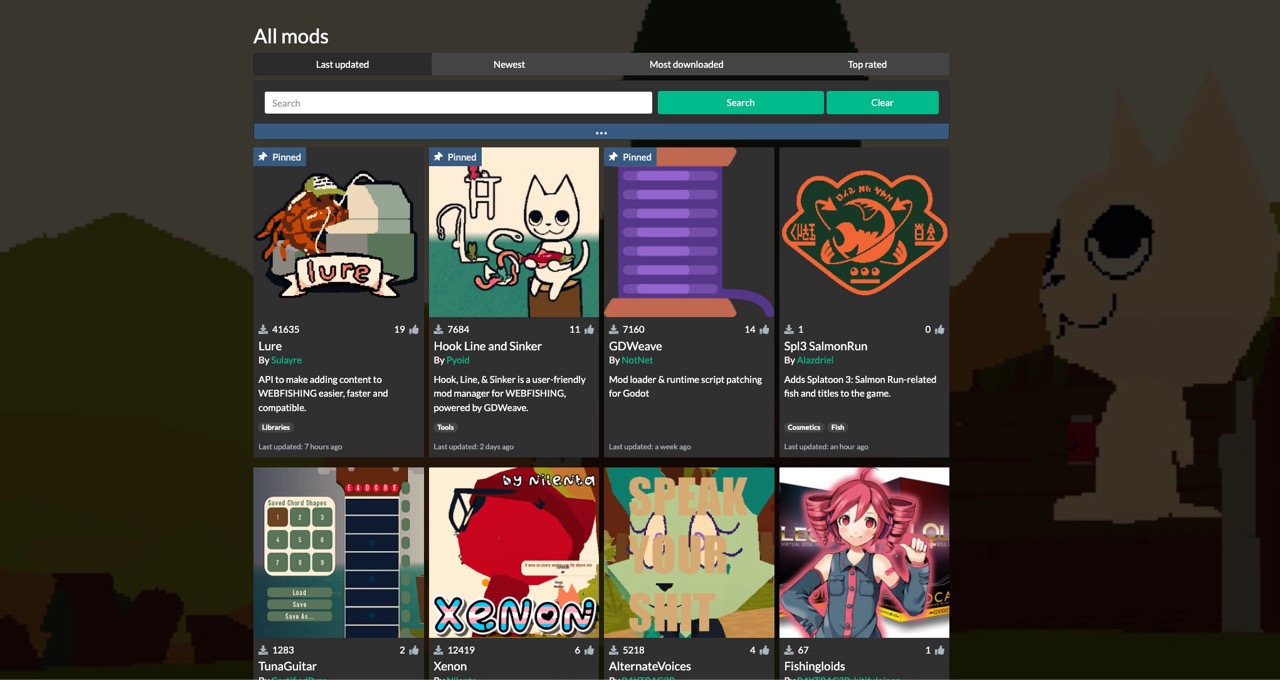 All mods
Last updated
Newest
Most downloaded
Top rated
Search
Search
Clear
...
Pinned
Pinned
Pinned
lure
41635
19
Lure
By Sulayre
API to make adding content to
WEBFISHING easier, faster and
compatible.
Libraries
Last updated: 7 hours ago
7684
11
Hook Line and Sinker
By Pyoid
Hook, Line, & Sinker is a user-friendly
mod manager for WEBFISHING,
powered by GDWeave.
Tools
Last updated: 2 days ago
7160
14
GDWeave
By NotNet
Mod loader & runtime script patching
for Godot
Last updated: a week ago
1
0
Spl3 SalmonRun
By Alazdriel
Adds Splatoon 3: Salmon Run-related
fish and titles to the game.
Cosmetics
Fish
Last updated: an hour ago
Saved Chord Shapes
1 2 3
4 5 6
7 8 9
Load
Save
Save As...
E A D G B E
by Nilenta
XeNoN
SPEAK
YOUR
SHIT
1283
2
TunaGuitar
12419
6
Xenon
5218
4
AlternateVoices
67
1
Fishingloids